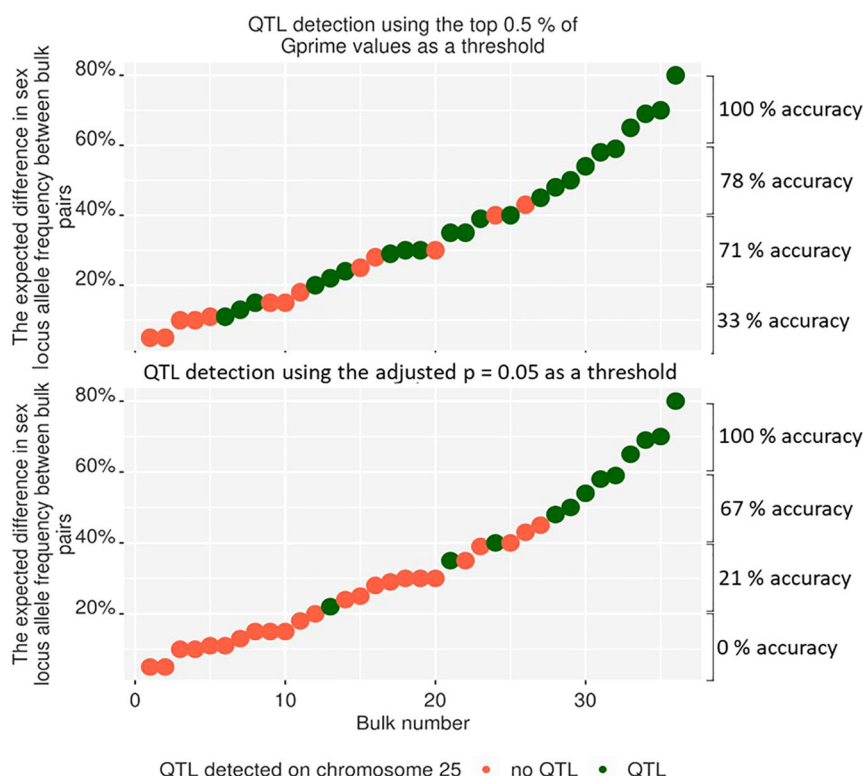 QTL detection using the top 0.5 % of
Gprime values as a threshold
The expected difference in sex
locus allele frequency between bulk
pairs
80%
60%
40%
20%
100 % accuracy
78 % accuracy
71 % accuracy
33 % accuracy
QTL detection using the adjusted p = 0.05 as a threshold
The expected difference in sex
locus allele frequency between bulk
pairs
80%
60%
40%
20%
100 % accuracy
67 % accuracy
21 % accuracy
0 % accuracy
0 10 20 30
Bulk number
QTL detected on chromosome 25 no QTL QTL